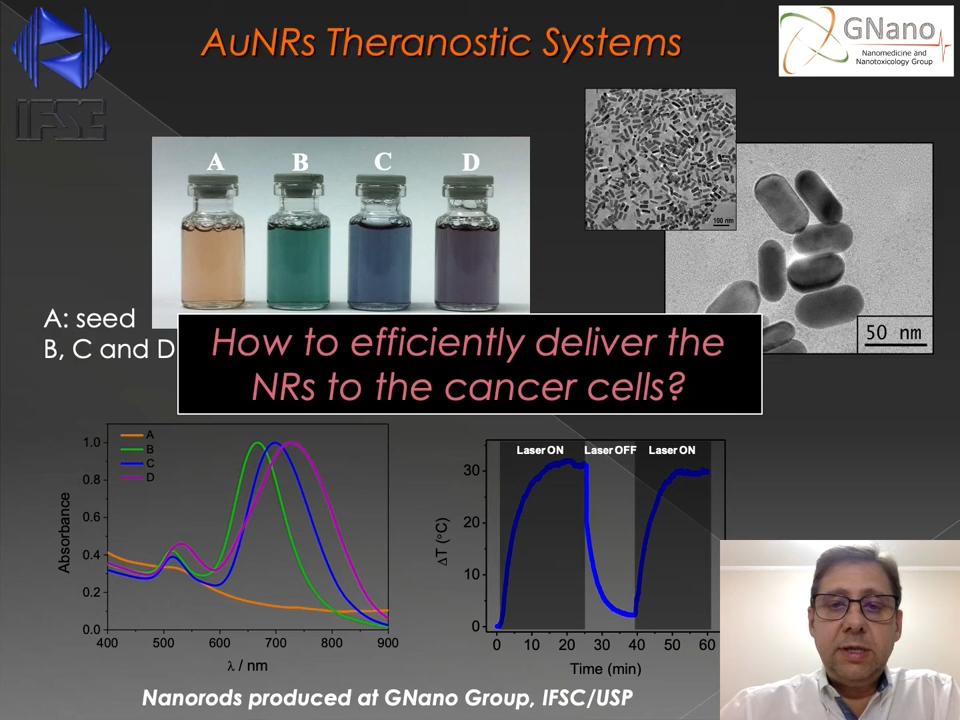 AuNRs Theranostic Systems
GNano
Nanomedicine and
Nanotoxicology Group
IFSC
A B C D
100 nm
50 nm
A: seed
B, C and D
How to efficiently deliver the
NRs to the cancer cells?
A
B
C
D
1.0
0.8
0.6
0.4
0.2
0.0
Absorbance
400 500 600 700 800 900
λ / nm
Laser ON Laser OFF Laser ON
30
20
10
0
ΔT (°C)
0 10 20 30 40 50 60
Time (min)
Nanorods produced at GNano Group, IFSC/USP